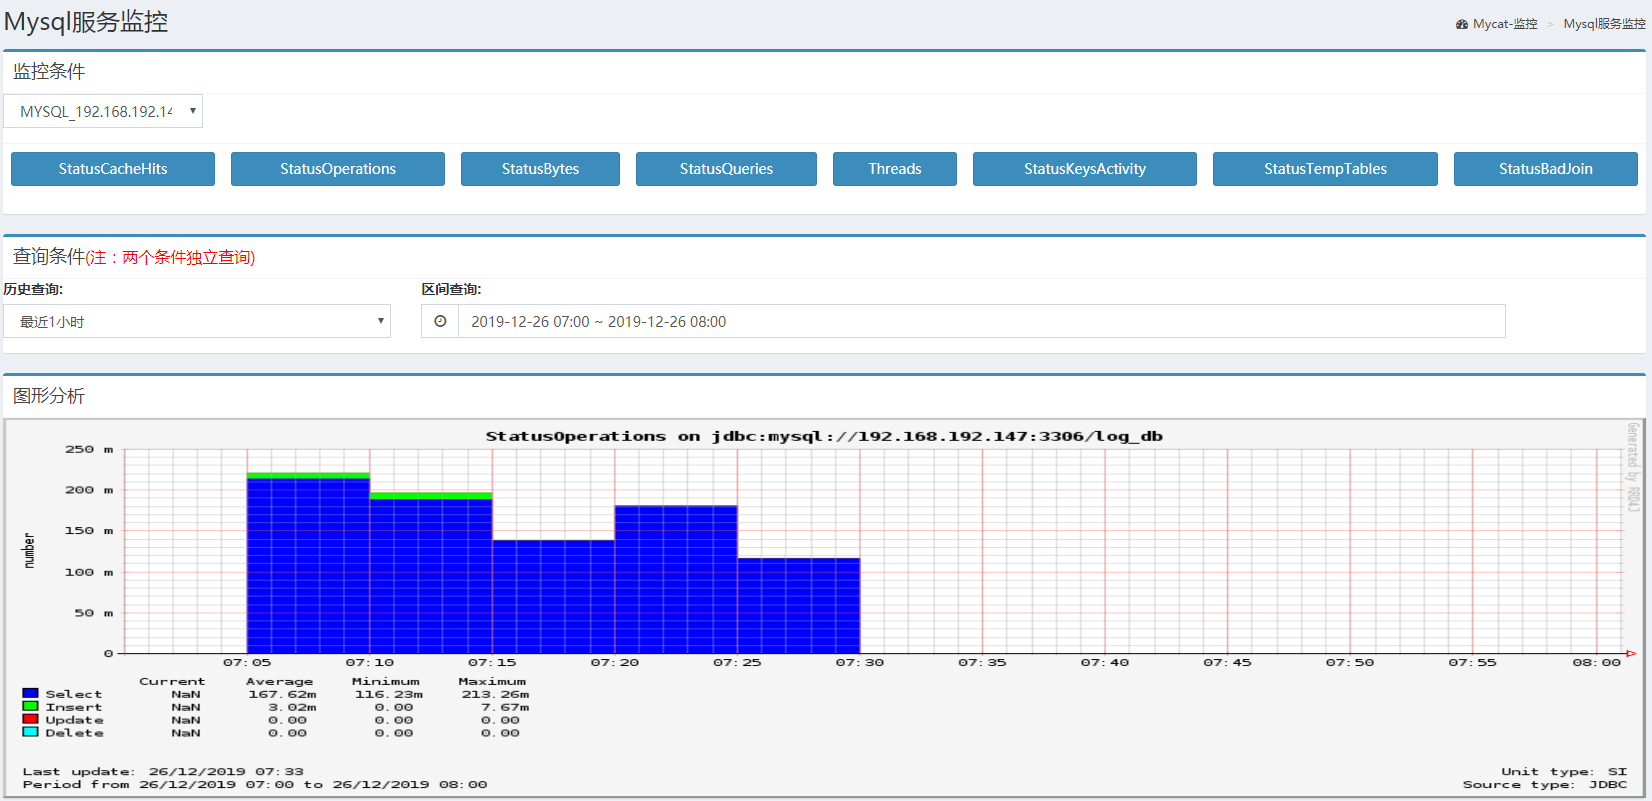 Mysql服务监控
Mycat-监控 > Mysql服务监控
监控条件
MYSQL_192.168.192.14
StatusCacheHits StatusOperations StatusBytes StatusQueries Threads StatusKeysActivity StatusTempTables StatusBadJoin
查询条件(注：两个条件独立查询)
历史查询: 区间查询:
最近1小时 2019-12-26 07:00 ~ 2019-12-26 08:00
图形分析
StatusOperations on jdbc:mysql://192.168.192.147:3306/log_db
Generated by RRD4J
number
250 m
200 m
150 m
100 m
50 m
0
07:05 07:10 07:15 07:20 07:25 07:30 07:35 07:40 07:45 07:50 07:55 08:00
Current Average Minimum Maximum
Select NaN 167.62m 116.23m 213.26m
Insert NaN 3.02m 0.00 7.67m
Update NaN 0.00 0.00 0.00
Delete NaN 0.00 0.00 0.00
Last update: 26/12/2019 07:33 Unit type: SI
Period from 26/12/2019 07:00 to 26/12/2019 08:00 Source type: JDBC